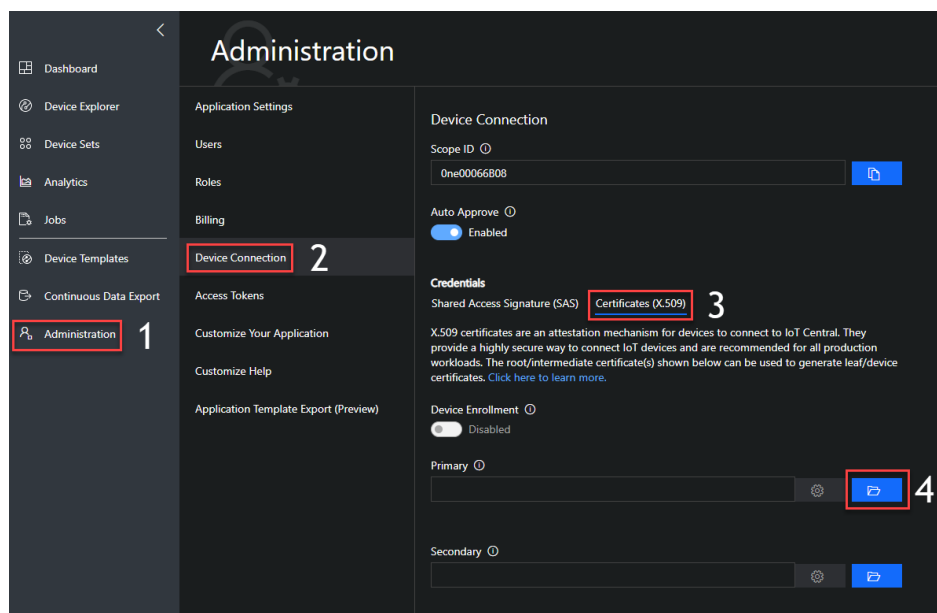 Administration
Dashboard
Device Explorer
Device Sets
Analytics
Jobs
Device Templates
Continuous Data Export
Administration
1
Application Settings
Users
Roles
Billing
Device Connection
2
Access Tokens
Customize Your Application
Customize Help
Application Template Export (Preview)
Device Connection
Scope ID
0ne00066B08
Auto Approve
Enabled
Credentials
Shared Access Signature (SAS) Certificates (X.509)
3
X.509 certificates are an attestation mechanism for devices to connect to IoT Central. They
provide a highly secure way to connect IoT devices and are recommended for all production
workloads. The root/intermediate certificate(s) shown below can be used to generate leaf/device
certificates. Click here to learn more.
Device Enrollment
Disabled
Primary
4
Secondary